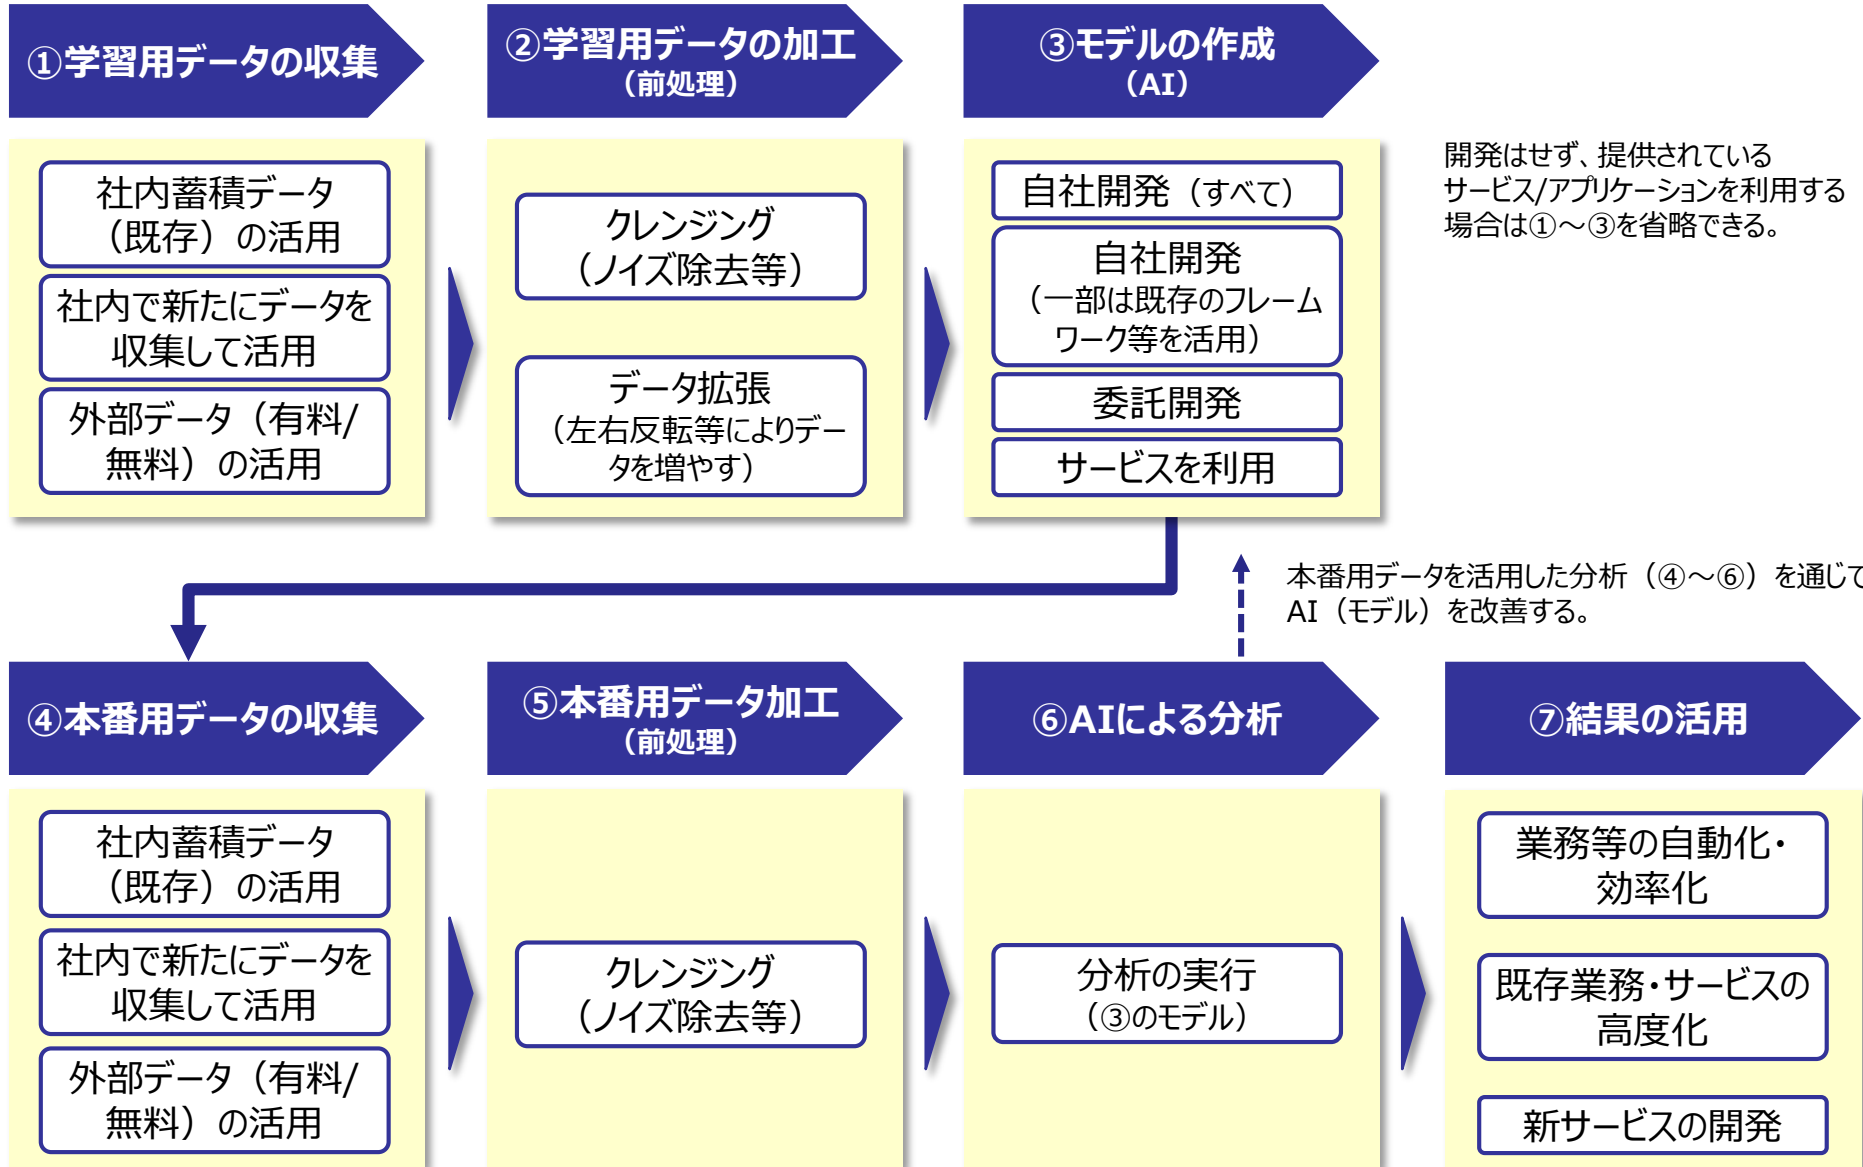 ①学習用データの収集
②学習用データの加工
（前処理）
③モデルの作成
（AI）
社内蓄積データ
（既存）の活用
社内で新たにデータを
収集して活用
外部データ（有料/
無料）の活用
クレンジング
（ノイズ除去等）
データ拡張
（左右反転等によりデー
タを増やす）
自社開発（すべて）
自社開発
（一部は既存のフレーム
ワーク等を活用）
委託開発
サービスを利用
開発はせず、提供されている
サービス/アプリケーションを利用する
場合は①～③を省略できる。
本番用データを活用した分析（④～⑥）を通じて
AI（モデル）を改善する。
④本番用データの収集
⑤本番用データ加工
（前処理）
⑥AIによる分析
⑦結果の活用
社内蓄積データ
（既存）の活用
社内で新たにデータを
収集して活用
外部データ（有料/
無料）の活用
クレンジング
（ノイズ除去等）
分析の実行
（③のモデル）
業務等の自動化・
効率化
既存業務・サービスの
高度化
新サービスの開発